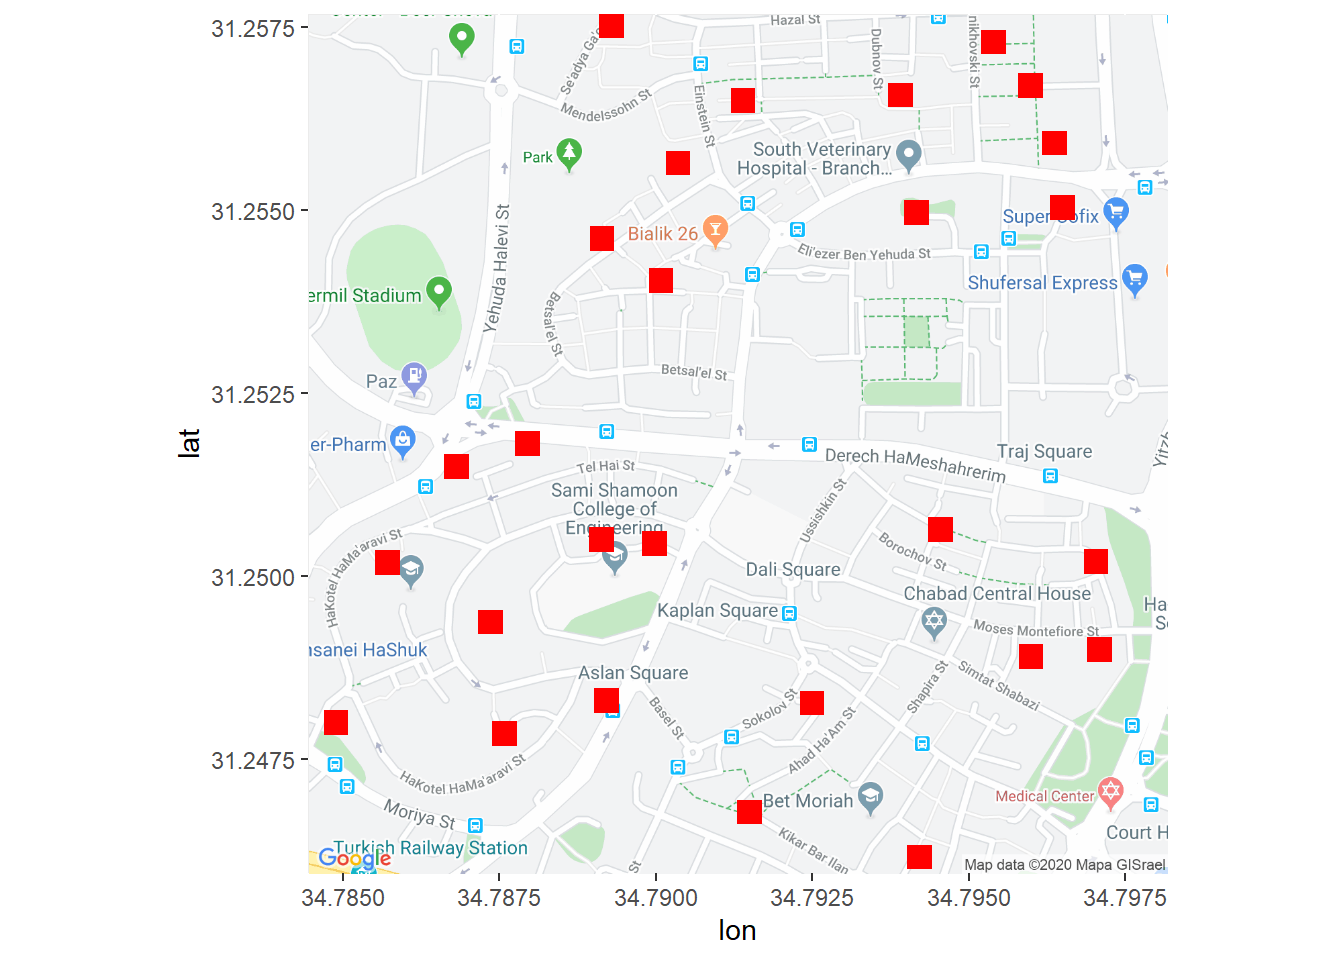 31.2575
31.2550
31.2525
31.2500
31.2475
lat
Hazal St
Se'adya Ga'o
Mendelssohn St
Einstein St
Dubnov St
nikhovski St
Park
South Veterinary
Hospital - Branch...
Bialik 26
Super Sofix
Eli'ezer Ben Yehuda St
Shufersal Express
Yehuda Halevi St
ermil Stadium
Betsal'el St
Betsal'el St
Paz
er-Pharm
Derech HaMeshahrerim
Traj Square
Yitzh
Tel Hai St
Sami Shamoon
College of
Engineering
Ussishkin St
HaKotel HaMa'aravi St
Borochov St
Dali Square
Chabad Central House
Kaplan Square
Moses Montefiore St
Ha
Sc
asanei HaShuk
Aslan Square
Simtat Shabazi
Shapira St
Basel St
Sokolov St
Ahad Ha'Am St
HaKotel HaMa'aravi St
Moriya St
Bet Moriah
Medical Center
Court H
Kikar Bar Ilan
Turkish Railway Station
Google
St
Map data ©2020 Mapa GISrael
34.7850
34.7875
34.7900
34.7925
34.7950
34.7975
lon